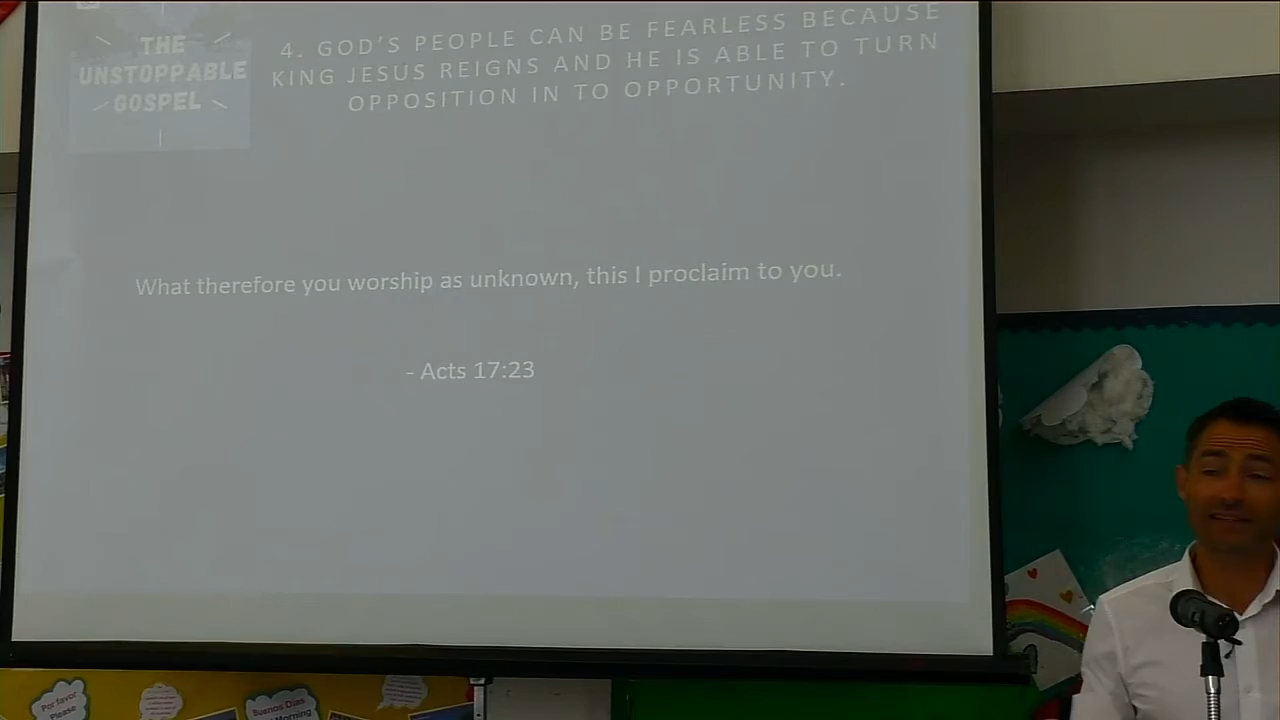 THE
UNSTOPPABLE
GOSPEL
4. GOD'S PEOPLE CAN BE FEARLESS BECAUSE
KING JESUS REIGNS AND HE IS ABLE TO TURN
OPPOSITION IN TO OPPORTUNITY.
What therefore you worship as unknown, this I proclaim to you.
- Acts 17:23
Por favor
Please
Buenos Dias
Morning